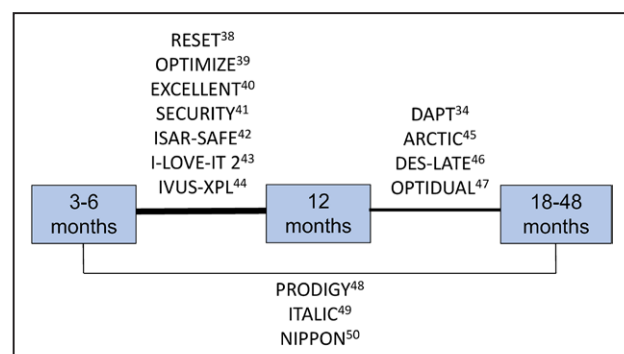 RESET38
OPTIMIZE39
EXCELLENT40
SECURITY41
ISAR-SAFE42
I-LOVE-IT 243
IVUS-XPL44
DAPT34
ARCTIC45
DES-LATE46
OPTIDUAL47
3-6
months
12
months
18-48
months
PRODIGY48
ITALIC49
NIPPON50